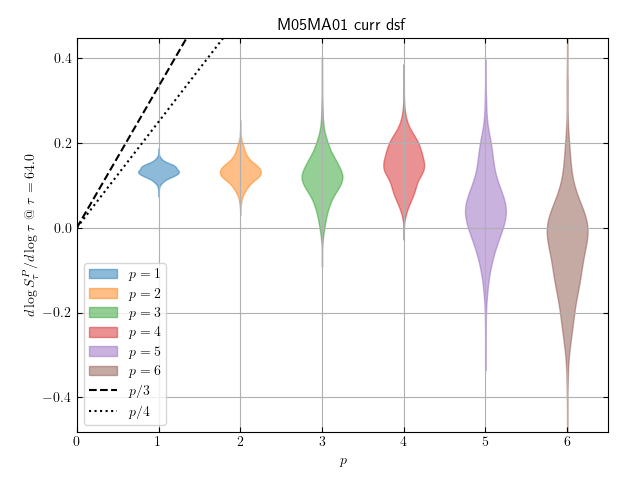 M05MA01 curr dsf
d log S_τ^P / d log τ @ τ = 64.0
0.4
0.2
0.0
−0.2
−0.4
p = 1
p = 2
p = 3
p = 4
p = 5
p = 6
p/3
p/4
0 1 2 3 4 5 6
p